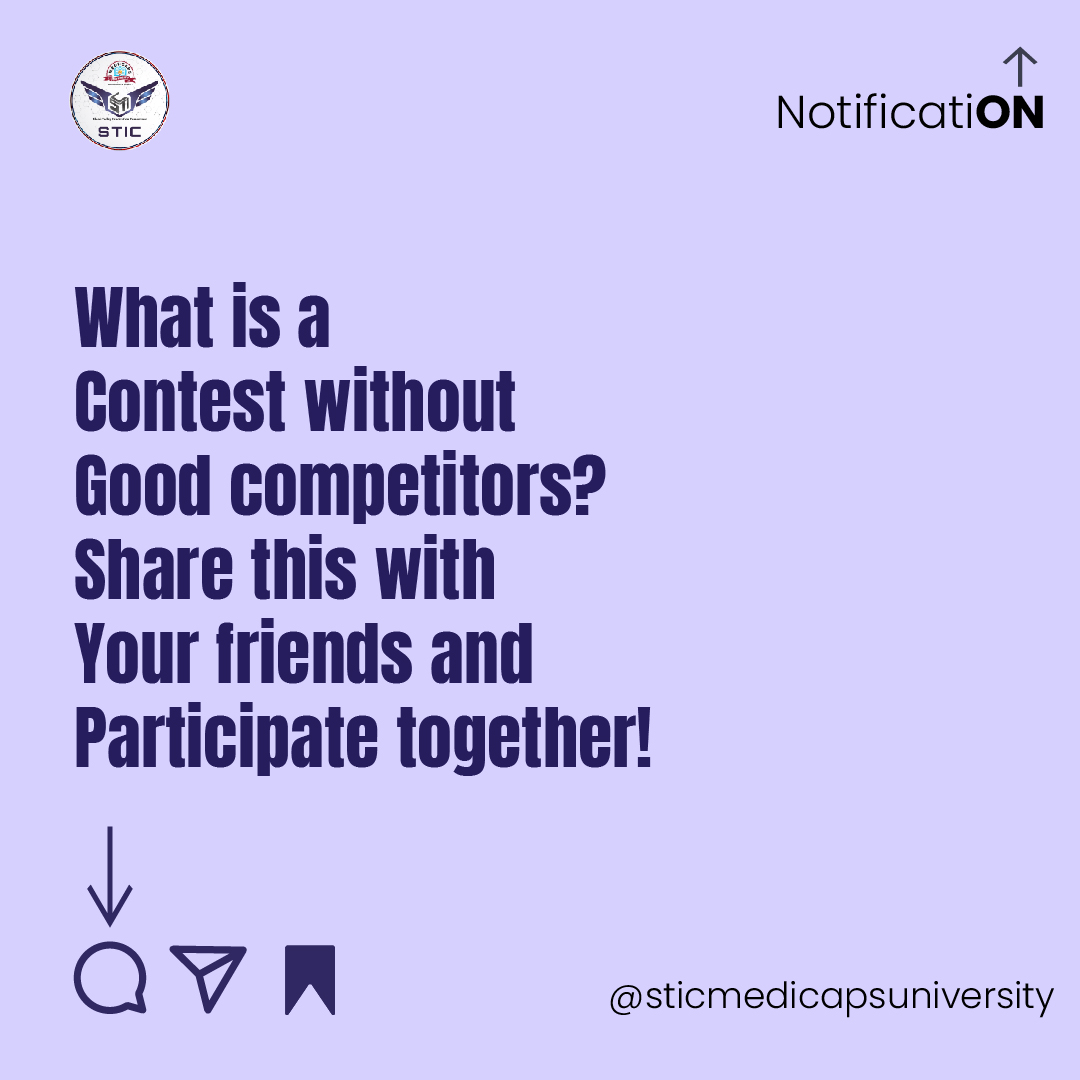 STIC
NotificatiON
What is a
Contest without
Good competitors?
Share this with
Your friends and
Participate together!
@sticmedicapsuniversity